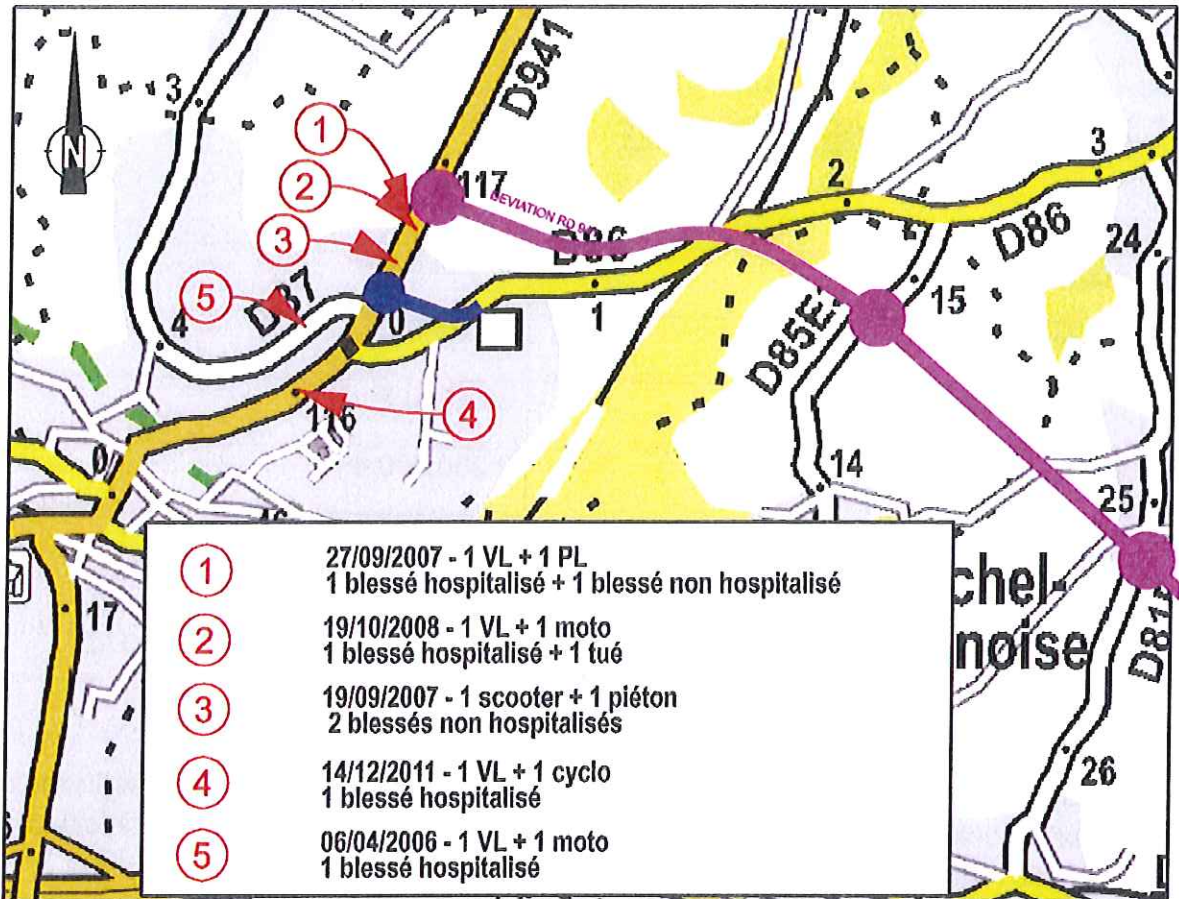 D941
3
N
1
117
2
3
2
DEVIATION RD 941
3
D86
D86
24
5
D87
0
1
15
4
D85E
116
4
14
0
25
17
1
27/09/2007 - 1 VL + 1 PL
1 blessé hospitalisé + 1 blessé non hospitalisé
2
19/10/2008 - 1 VL + 1 moto
1 blessé hospitalisé + 1 tué
3
19/09/2007 - 1 scooter + 1 piéton
2 blessés non hospitalisés
4
14/12/2011 - 1 VL + 1 cyclo
1 blessé hospitalisé
5
06/04/2006 - 1 VL + 1 moto
1 blessé hospitalisé
chel-
noise
D81
26